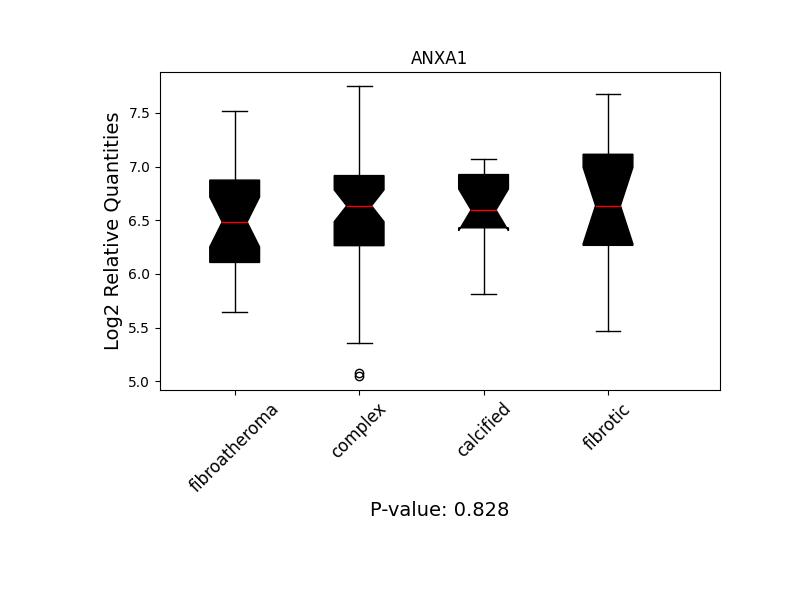 ANXA1
Log2 Relative Quantities
7.5
7.0
6.5
6.0
5.5
5.0
fibroatheroma
complex
calcified
fibrotic
P-value: 0.828